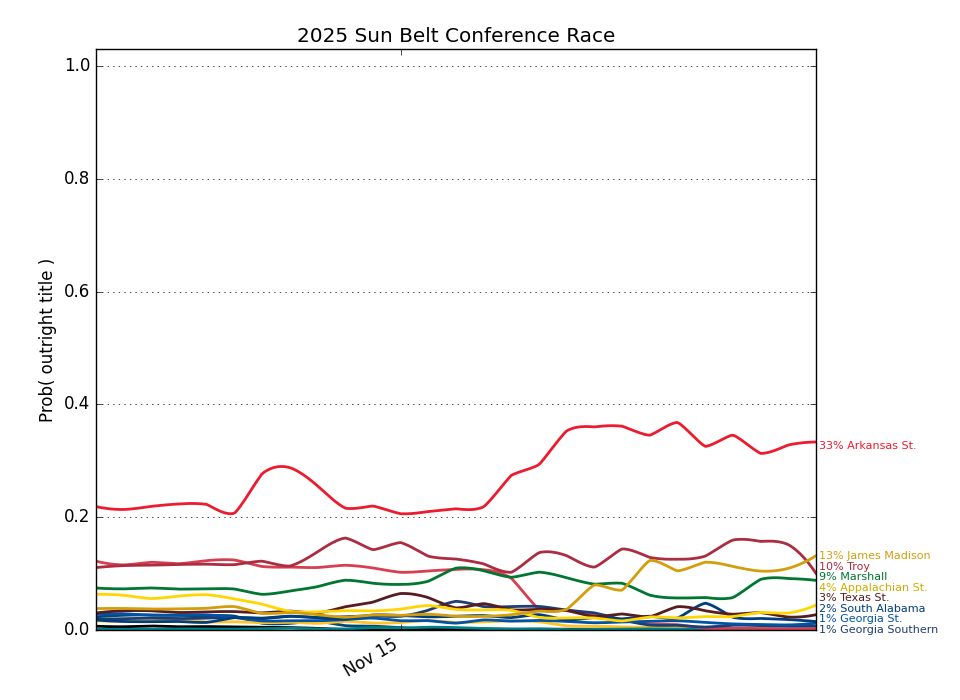 2025 Sun Belt Conference Race
1.0
0.8
0.6
0.4
0.2
0.0
Prob( outright title )
Nov 15
33% Arkansas St.
13% James Madison
10% Troy
9% Marshall
4% Appalachian St.
3% Texas St.
2% South Alabama
1% Georgia St.
1% Georgia Southern